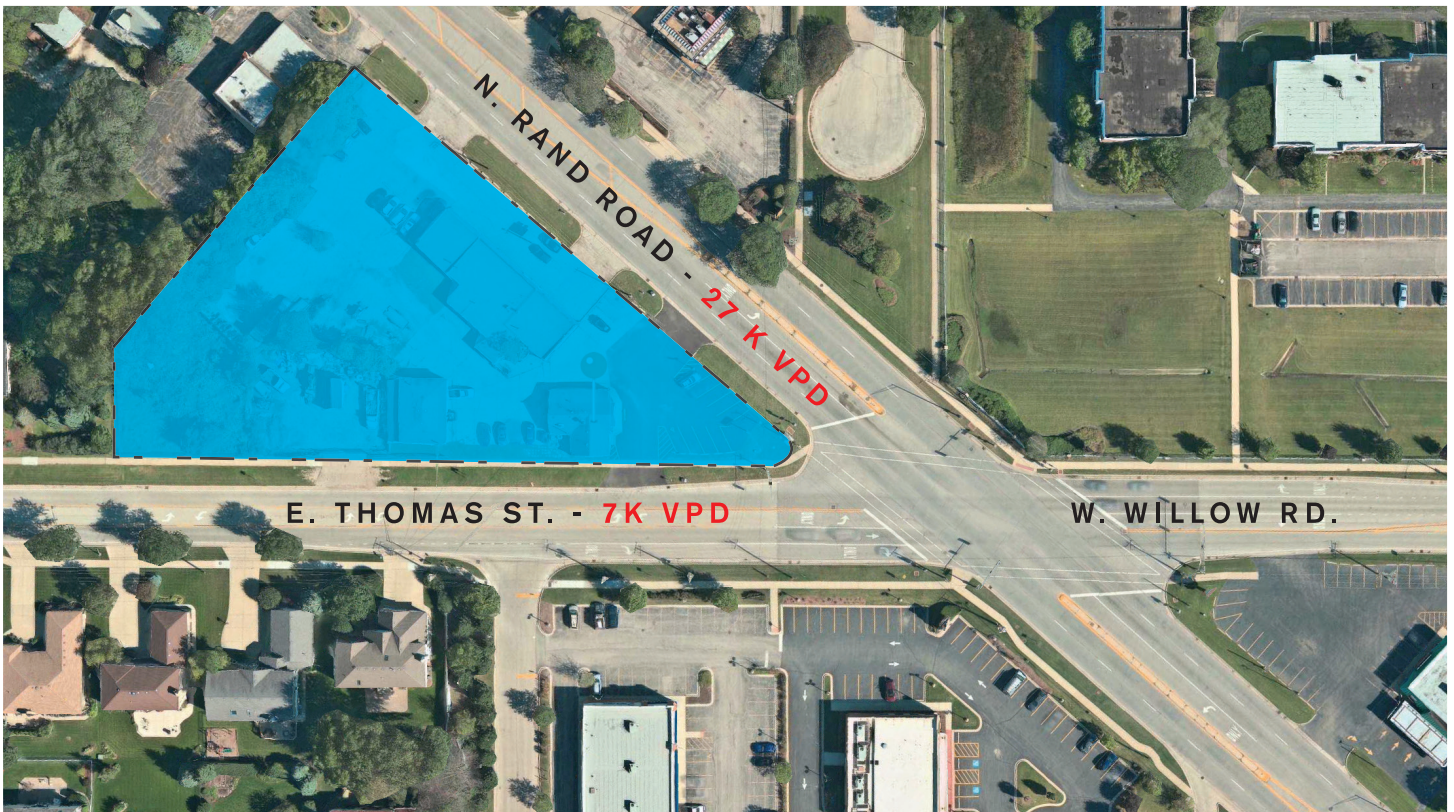 N. RAND ROAD - 27 K VPD
E. THOMAS ST. - 7K VPD
W. WILLOW RD.